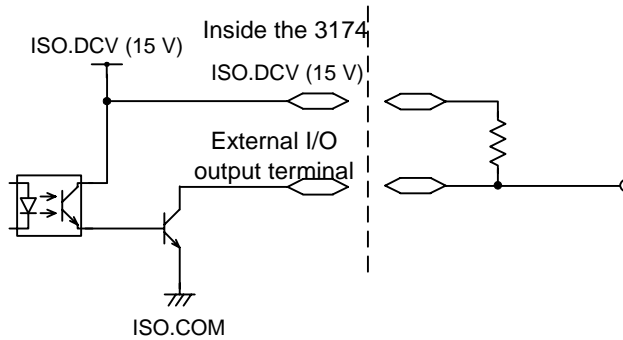 Inside the 3174
ISO.DCV (15 V)
ISO.DCV (15 V)
External I/O
output terminal
ISO.COM